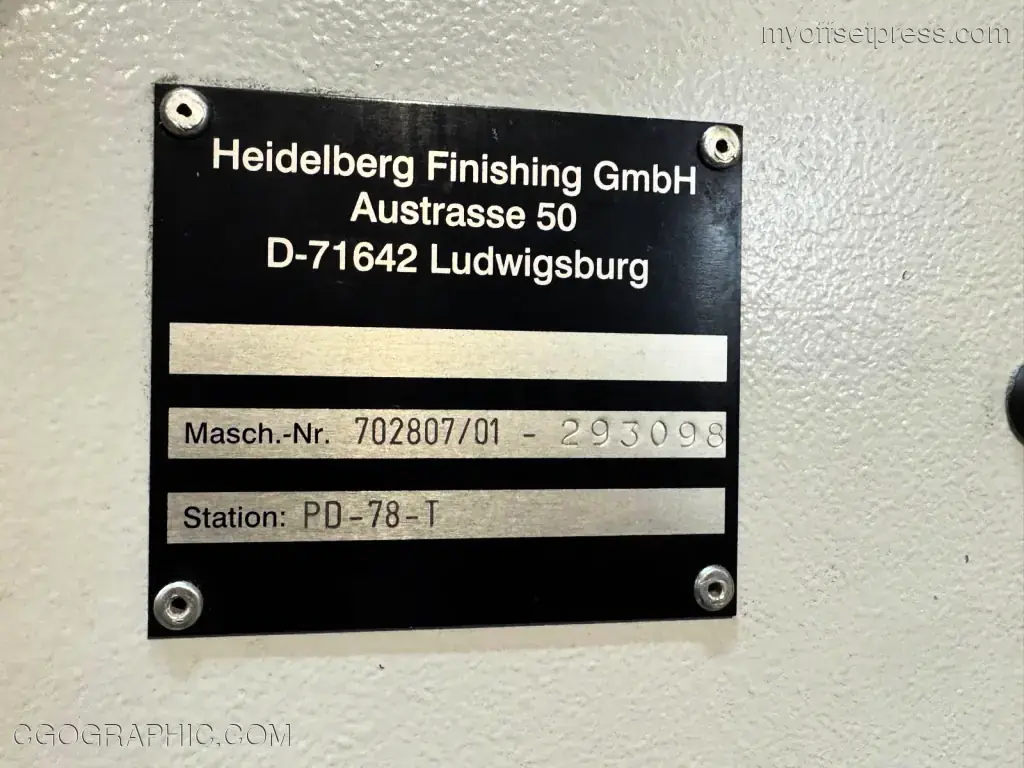 myoffsetpress.com
Heidelberg Finishing GmbH
Austrasse 50
D-71642 Ludwigsburg
Masch.-Nr. 702807/01 - 293098
Station: PD-78-T
CGOGRAPHIC.COM